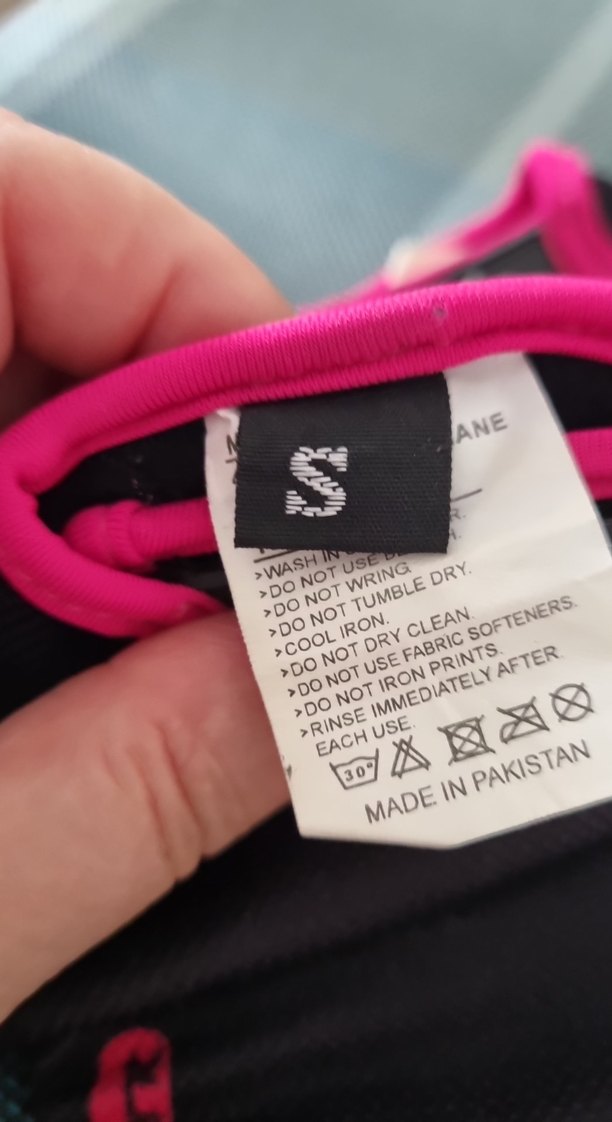 S
ANE
>WASH IN
>DO NOT USE
>DO NOT WRING.
>DO NOT TUMBLE DRY.
>COOL IRON.
>DO NOT DRY CLEAN.
>DO NOT USE FABRIC SOFTENERS.
>DO NOT IRON PRINTS.
>RINSE IMMEDIATELY AFTER
EACH USE.
30°
MADE IN PAKISTAN